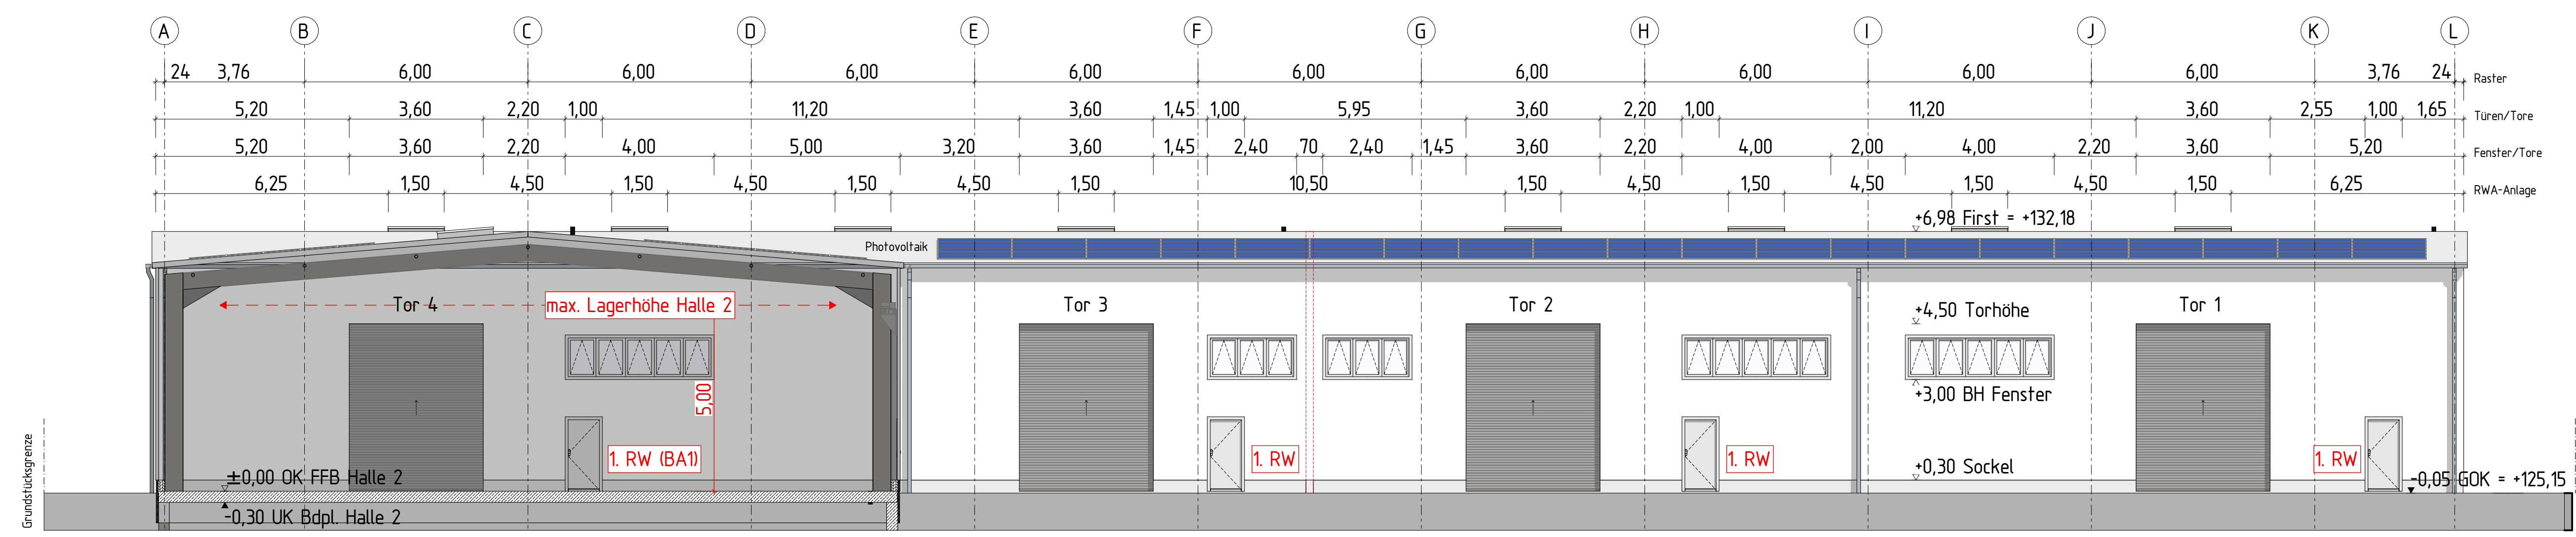 A B C D E F G H I J K L
24 3,76 6,00 6,00 6,00 6,00 6,00 6,00 6,00 6,00 6,00 3,76 24 Raster
5,20 3,60 2,20 1,00 11,20 3,60 1,45 1,00 5,95 3,60 2,20 1,00 11,20 3,60 2,55 1,00 1,65 Türen/Tore
5,20 3,60 2,20 4,00 5,00 3,20 3,60 1,45 2,40 70 2,40 1,45 3,60 2,20 4,00 2,00 4,00 2,20 3,60 5,20 Fenster/Tore
6,25 1,50 4,50 1,50 4,50 1,50 4,50 1,50 10,50 1,50 4,50 1,50 4,50 1,50 4,50 1,50 6,25 RWA-Anlage
+6,98 First = +132,18
Photovoltaik
Tor 4 max. Lagerhöhe Halle 2 Tor 3 Tor 2 +4,50 Torhöhe Tor 1
5,00
+3,00 BH Fenster
1. RW (BA1) 1. RW 1. RW +0,30 Sockel 1. RW
±0,00 OK FFB Halle 2
-0,05 GOK = +125,15
-0,30 UK Bdpl. Halle 2
Grundstücksgrenze